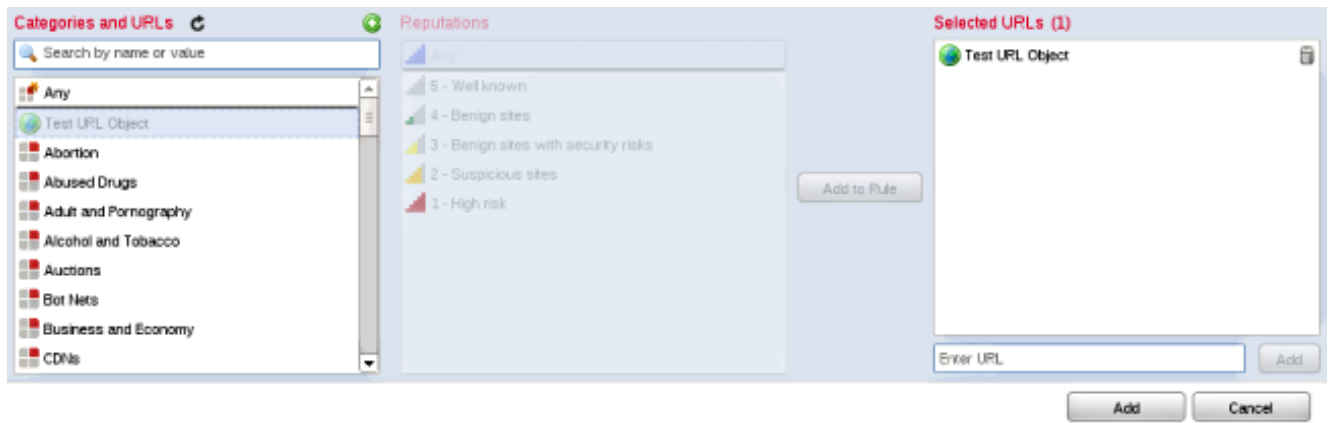 Categories and URLs
Search by name or value
Any
Test URL Object
Abortion
Abused Drugs
Adult and Pornography
Alcohol and Tobacco
Auctions
Bot Nets
Business and Economy
CDNs
Reputations
Any
5 - Well known
4 - Benign sites
3 - Benign sites with security risks
2 - Suspicious sites
1 - High risk
Add to Rule
Selected URLs (1)
Test URL Object
Enter URL
Add
Add
Cancel